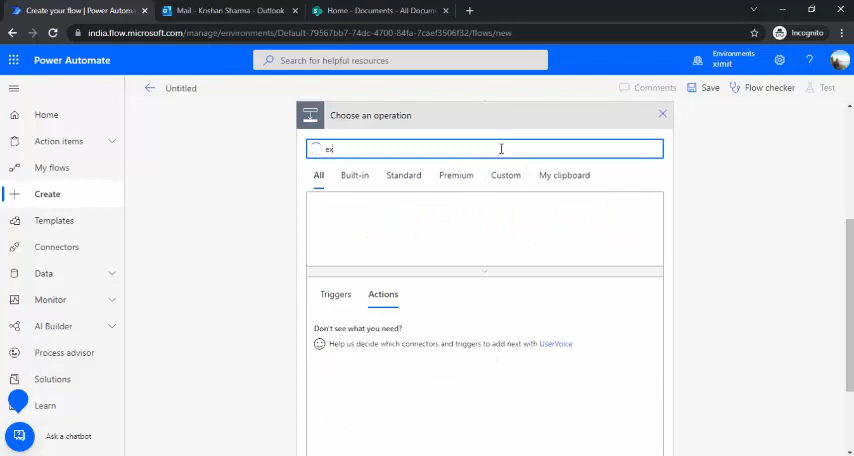 Create your flow | Power Automate
Mail - Krishan Sharma - Outlook
Home - Documents - All Docume
india.flow.microsoft.com/manage/environments/Default-79567bb7-74dc-4700-84fa-7caef3506f32/flows/new
Incognito
Power Automate
Search for helpful resources
Environments
ximit
Untitled
Comments
Save
Flow checker
Test
Home
Action items
My flows
Create
Templates
Connectors
Data
Monitor
AI Builder
Process advisor
Solutions
Learn
Ask a chatbot
Choose an operation
ex
All
Built-in
Standard
Premium
Custom
My clipboard
Triggers
Actions
Don't see what you need?
Help us decide which connectors and triggers to add next with UserVoice